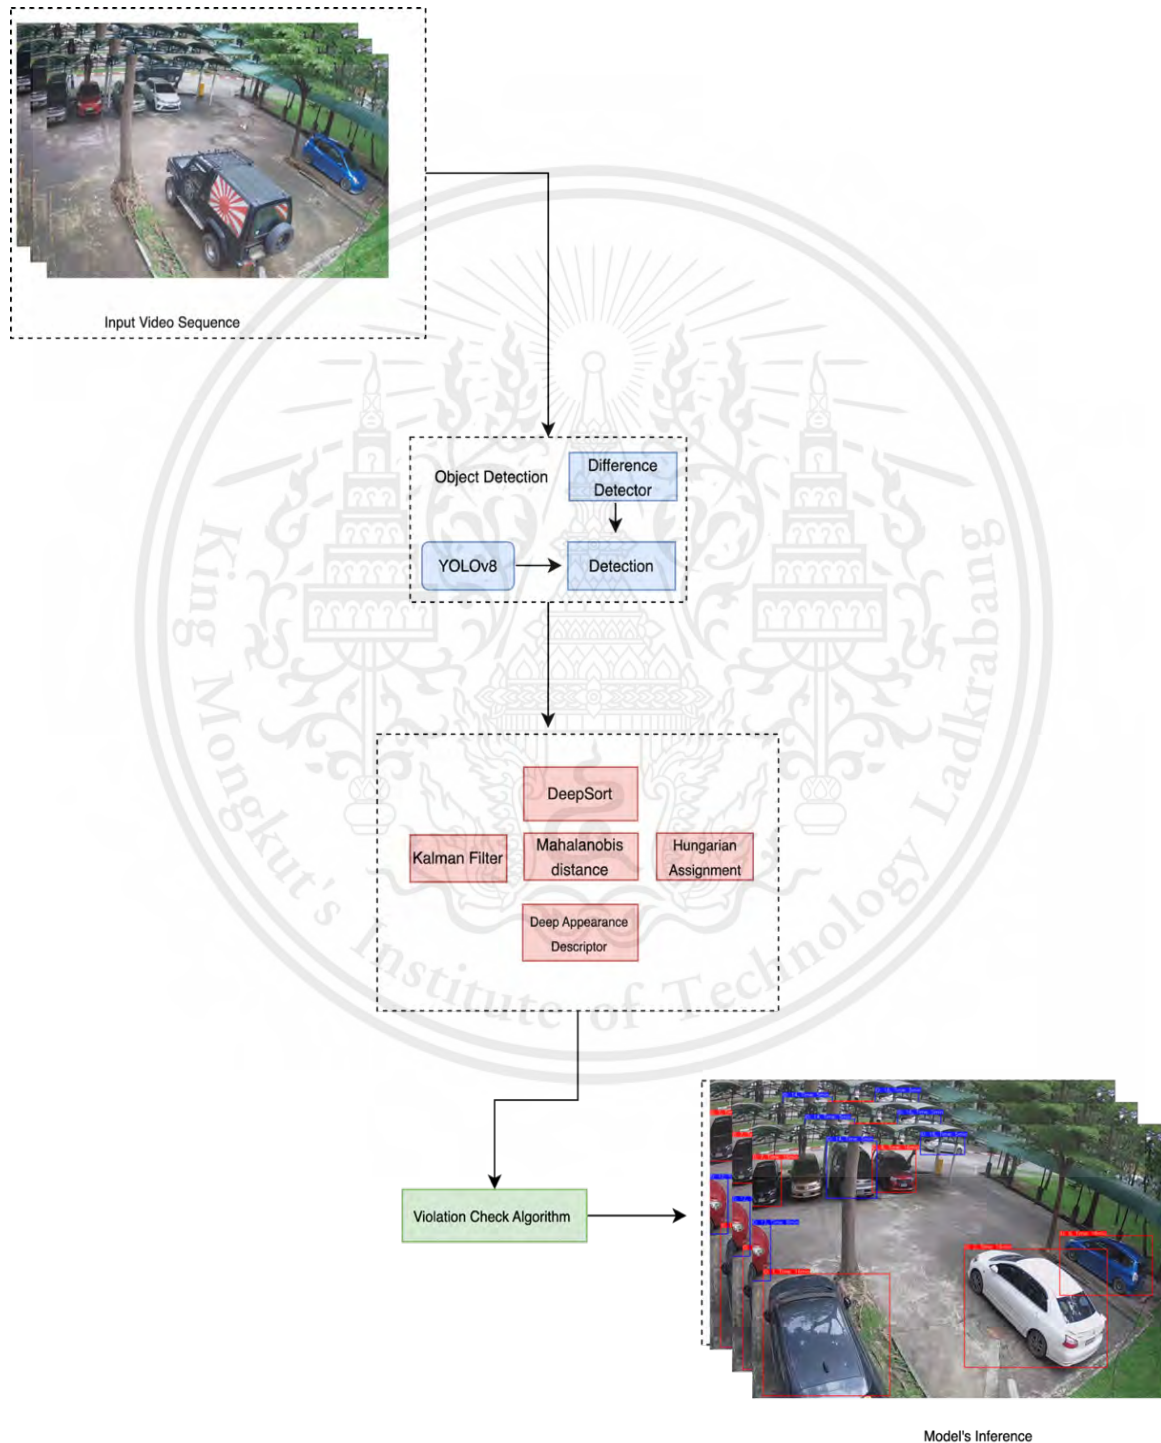 Input Video Sequence
Object Detection
Difference
Detector
YOLOv8
Detection
DeepSort
Kalman Filter
Mahalanobis
distance
Hungarian
Assignment
Deep Appearance
Descriptor
King Mongkut's Institute of Technology Ladkrabang
Violation Check Algorithm
Model's Inference